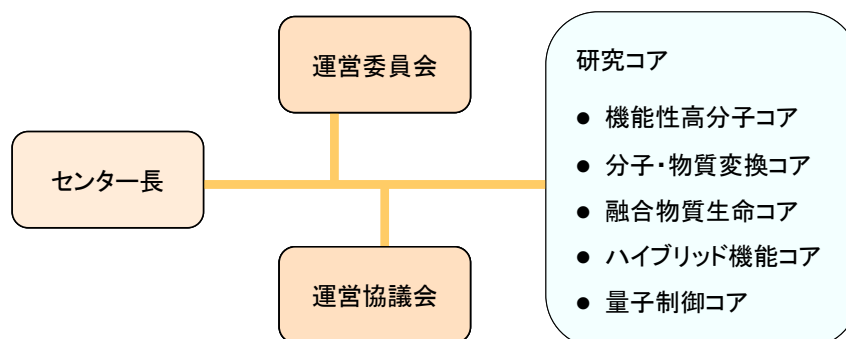 運営委員会
センター長
運営協議会
研究コア
● 機能性高分子コア
● 分子・物質変換コア
● 融合物質生命コア
● ハイブリッド機能コア
● 量子制御コア